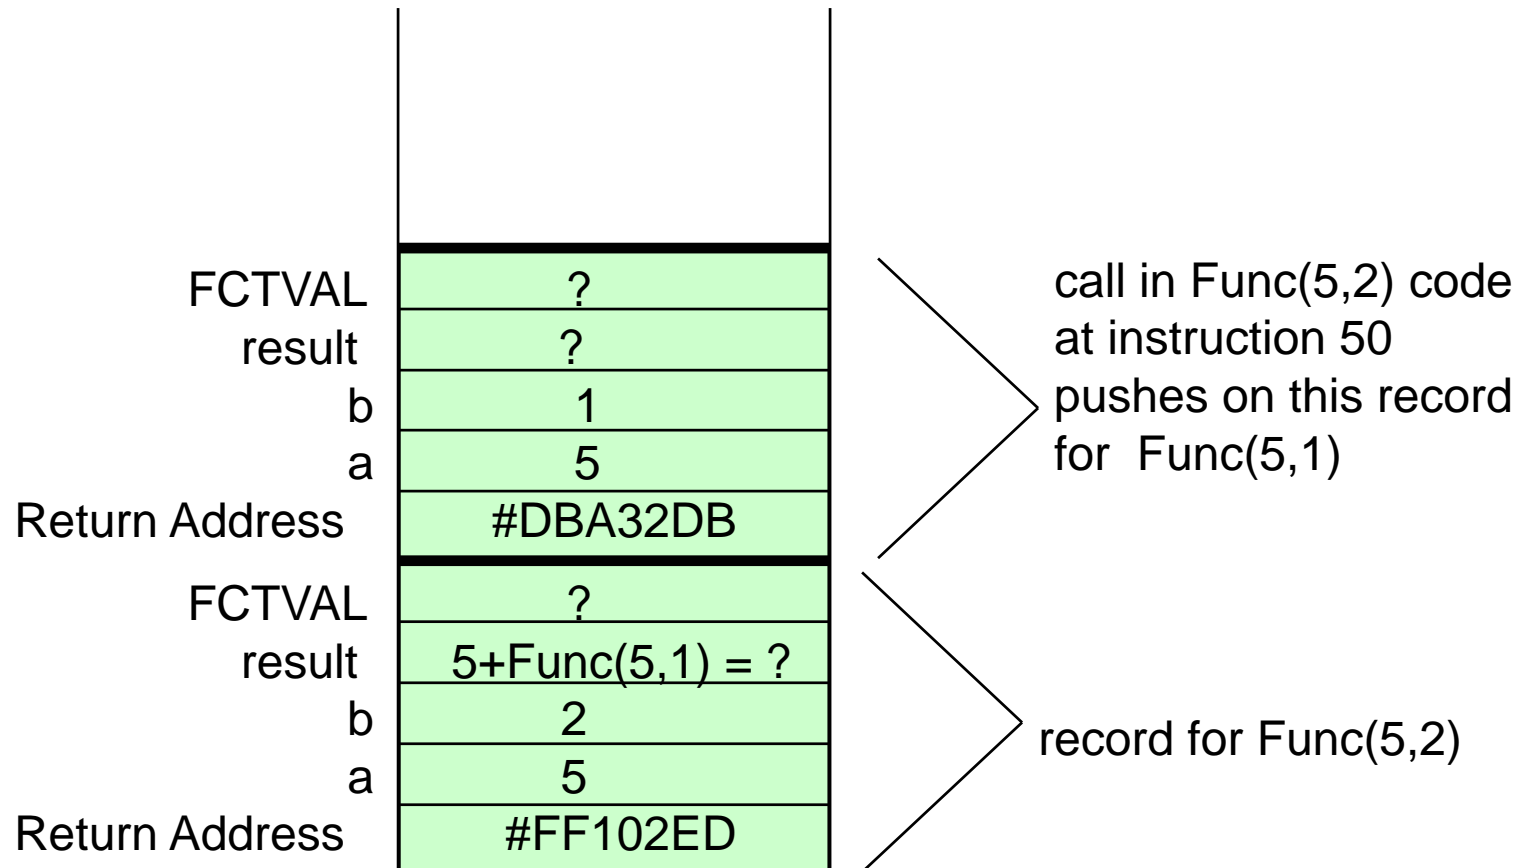 FCTVAL ?
result ?
b 1
a 5
Return Address #DBA32DB
call in Func(5,2) code
at instruction 50
pushes on this record
for Func(5,1)
FCTVAL ?
result 5+Func(5,1) = ?
b 2
a 5
Return Address #FF102ED
record for Func(5,2)